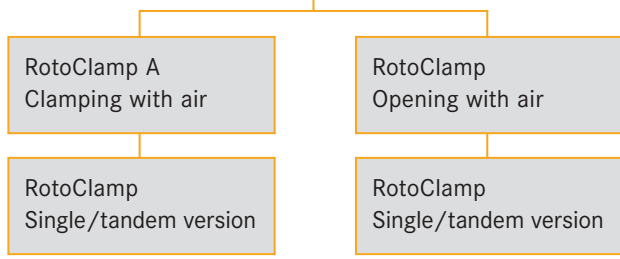 RotoClamp A
Clamping with air
RotoClamp
Opening with air
RotoClamp
Single/tandem version
RotoClamp
Single/tandem version